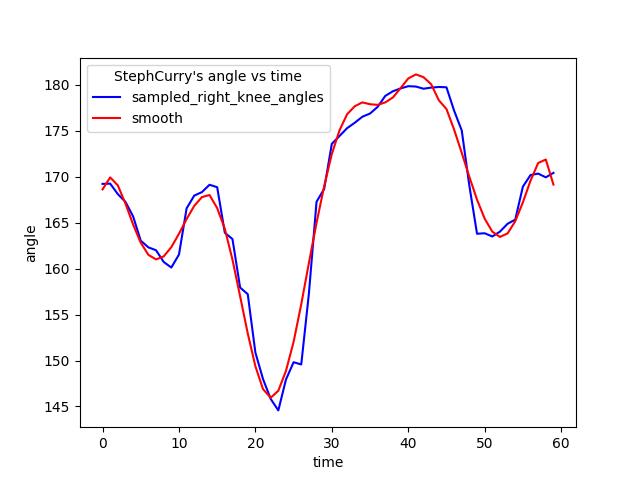 StephCurry's angle vs time
sampled_right_knee_angles
smooth
180
175
170
165
160
155
150
145
angle
0 10 20 30 40 50 60
time